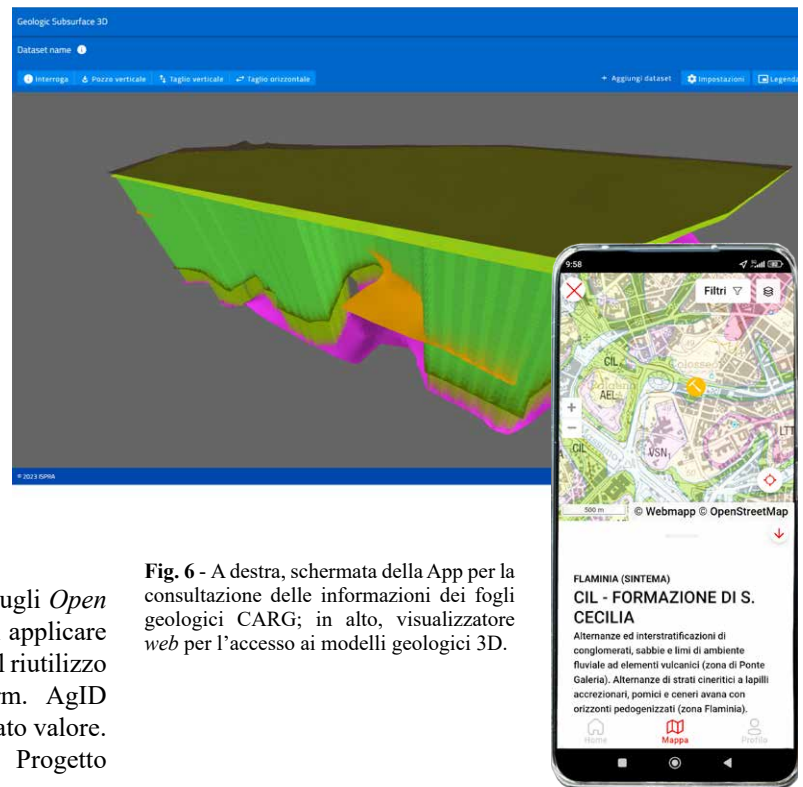 Geologic Subsurface 3D
Dataset name
Interroga Pozzo verticale Taglio verticale Taglio orizzontale + Aggiungi dataset Impostazioni Legenda
© 2023 ISPRA
9:58
Filtri
CIL
Colosseo
Palatino
AEL
+
−
CIL
VSN1
LTT
500 m © Webmapp © OpenStreetMap
FLAMINIA (SINTEMA)
CIL - FORMAZIONE DI S.
CECILIA
Alternanze ed interstratificazioni di
conglomerati, sabbie e limi di ambiente
fluviale ad elementi vulcanici (zona di Ponte
Galeria). Alternanze di strati cineritici a lapilli
accrezionari, pomici e ceneri avana con
orizzonti pedogenizzati (zona Flaminia).
Home Mappa Profilo
Fig. 6 - A destra, schermata della App per la
consultazione delle informazioni dei fogli
geologici CARG; in alto, visualizzatore
web per l’accesso ai modelli geologici 3D.
ugli Open
applicare
l riutilizzo
rm. AgID
ato valore.
Progetto